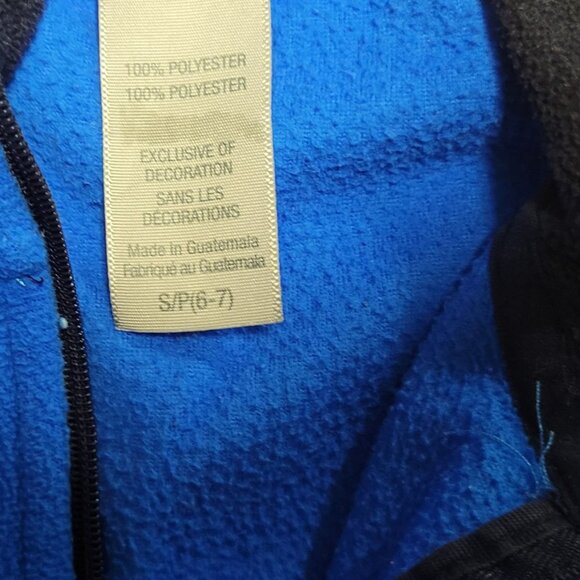 100% POLYESTER
100% POLYESTER
EXCLUSIVE OF
DECORATION
SANS LES
DÉCORATIONS
Made in Guatemala
Fabriqué au Guatemala
S/P(6-7)